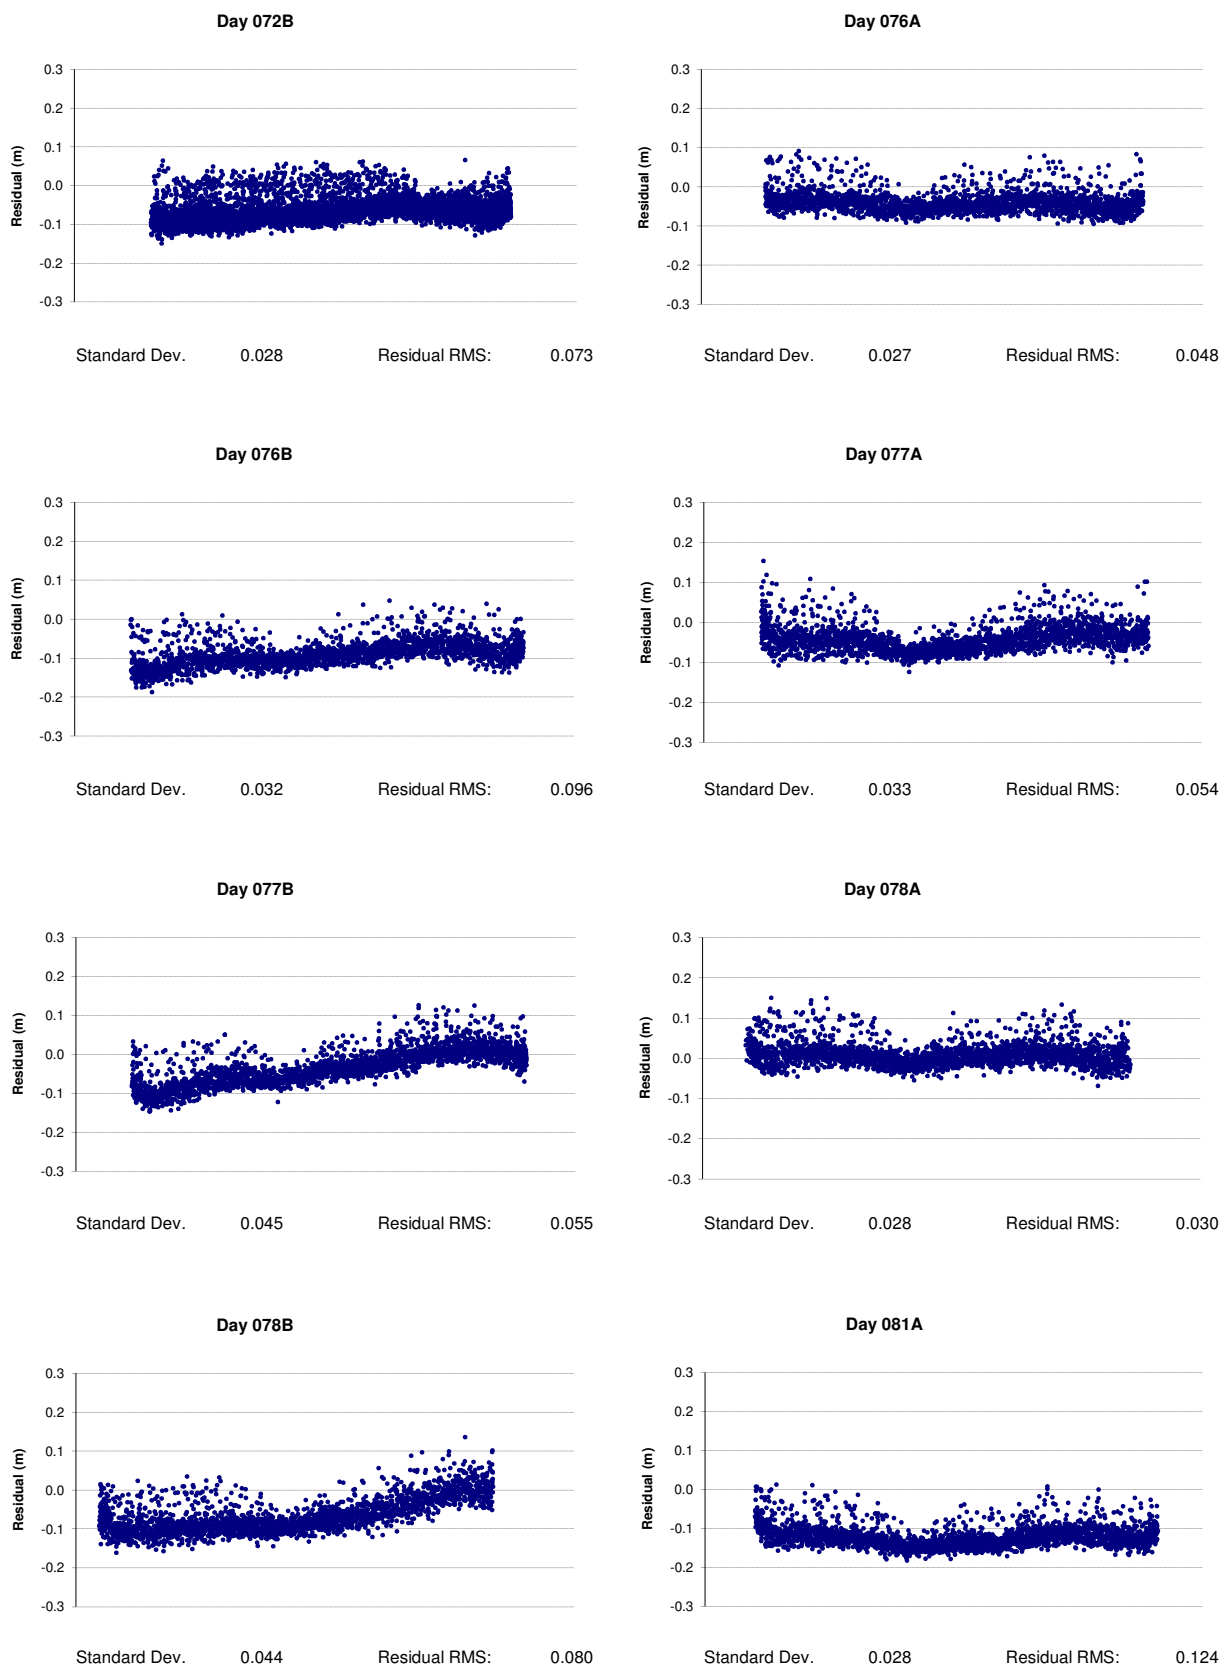 Day 072B
0.3
0.2
0.1
0.0
-0.1
-0.2
-0.3
Residual (m)
Standard Dev. 0.028 Residual RMS: 0.073
Day 076A
0.3
0.2
0.1
0.0
-0.1
-0.2
-0.3
Residual (m)
Standard Dev. 0.027 Residual RMS: 0.048
Day 076B
0.3
0.2
0.1
0.0
-0.1
-0.2
-0.3
Residual (m)
Standard Dev. 0.032 Residual RMS: 0.096
Day 077A
0.3
0.2
0.1
0.0
-0.1
-0.2
-0.3
Residual (m)
Standard Dev. 0.033 Residual RMS: 0.054
Day 077B
0.3
0.2
0.1
0.0
-0.1
-0.2
-0.3
Residual (m)
Standard Dev. 0.045 Residual RMS: 0.055
Day 078A
0.3
0.2
0.1
0.0
-0.1
-0.2
-0.3
Residual (m)
Standard Dev. 0.028 Residual RMS: 0.030
Day 078B
0.3
0.2
0.1
0.0
-0.1
-0.2
-0.3
Residual (m)
Standard Dev. 0.044 Residual RMS: 0.080
Day 081A
0.3
0.2
0.1
0.0
-0.1
-0.2
-0.3
Residual (m)
Standard Dev. 0.028 Residual RMS: 0.124